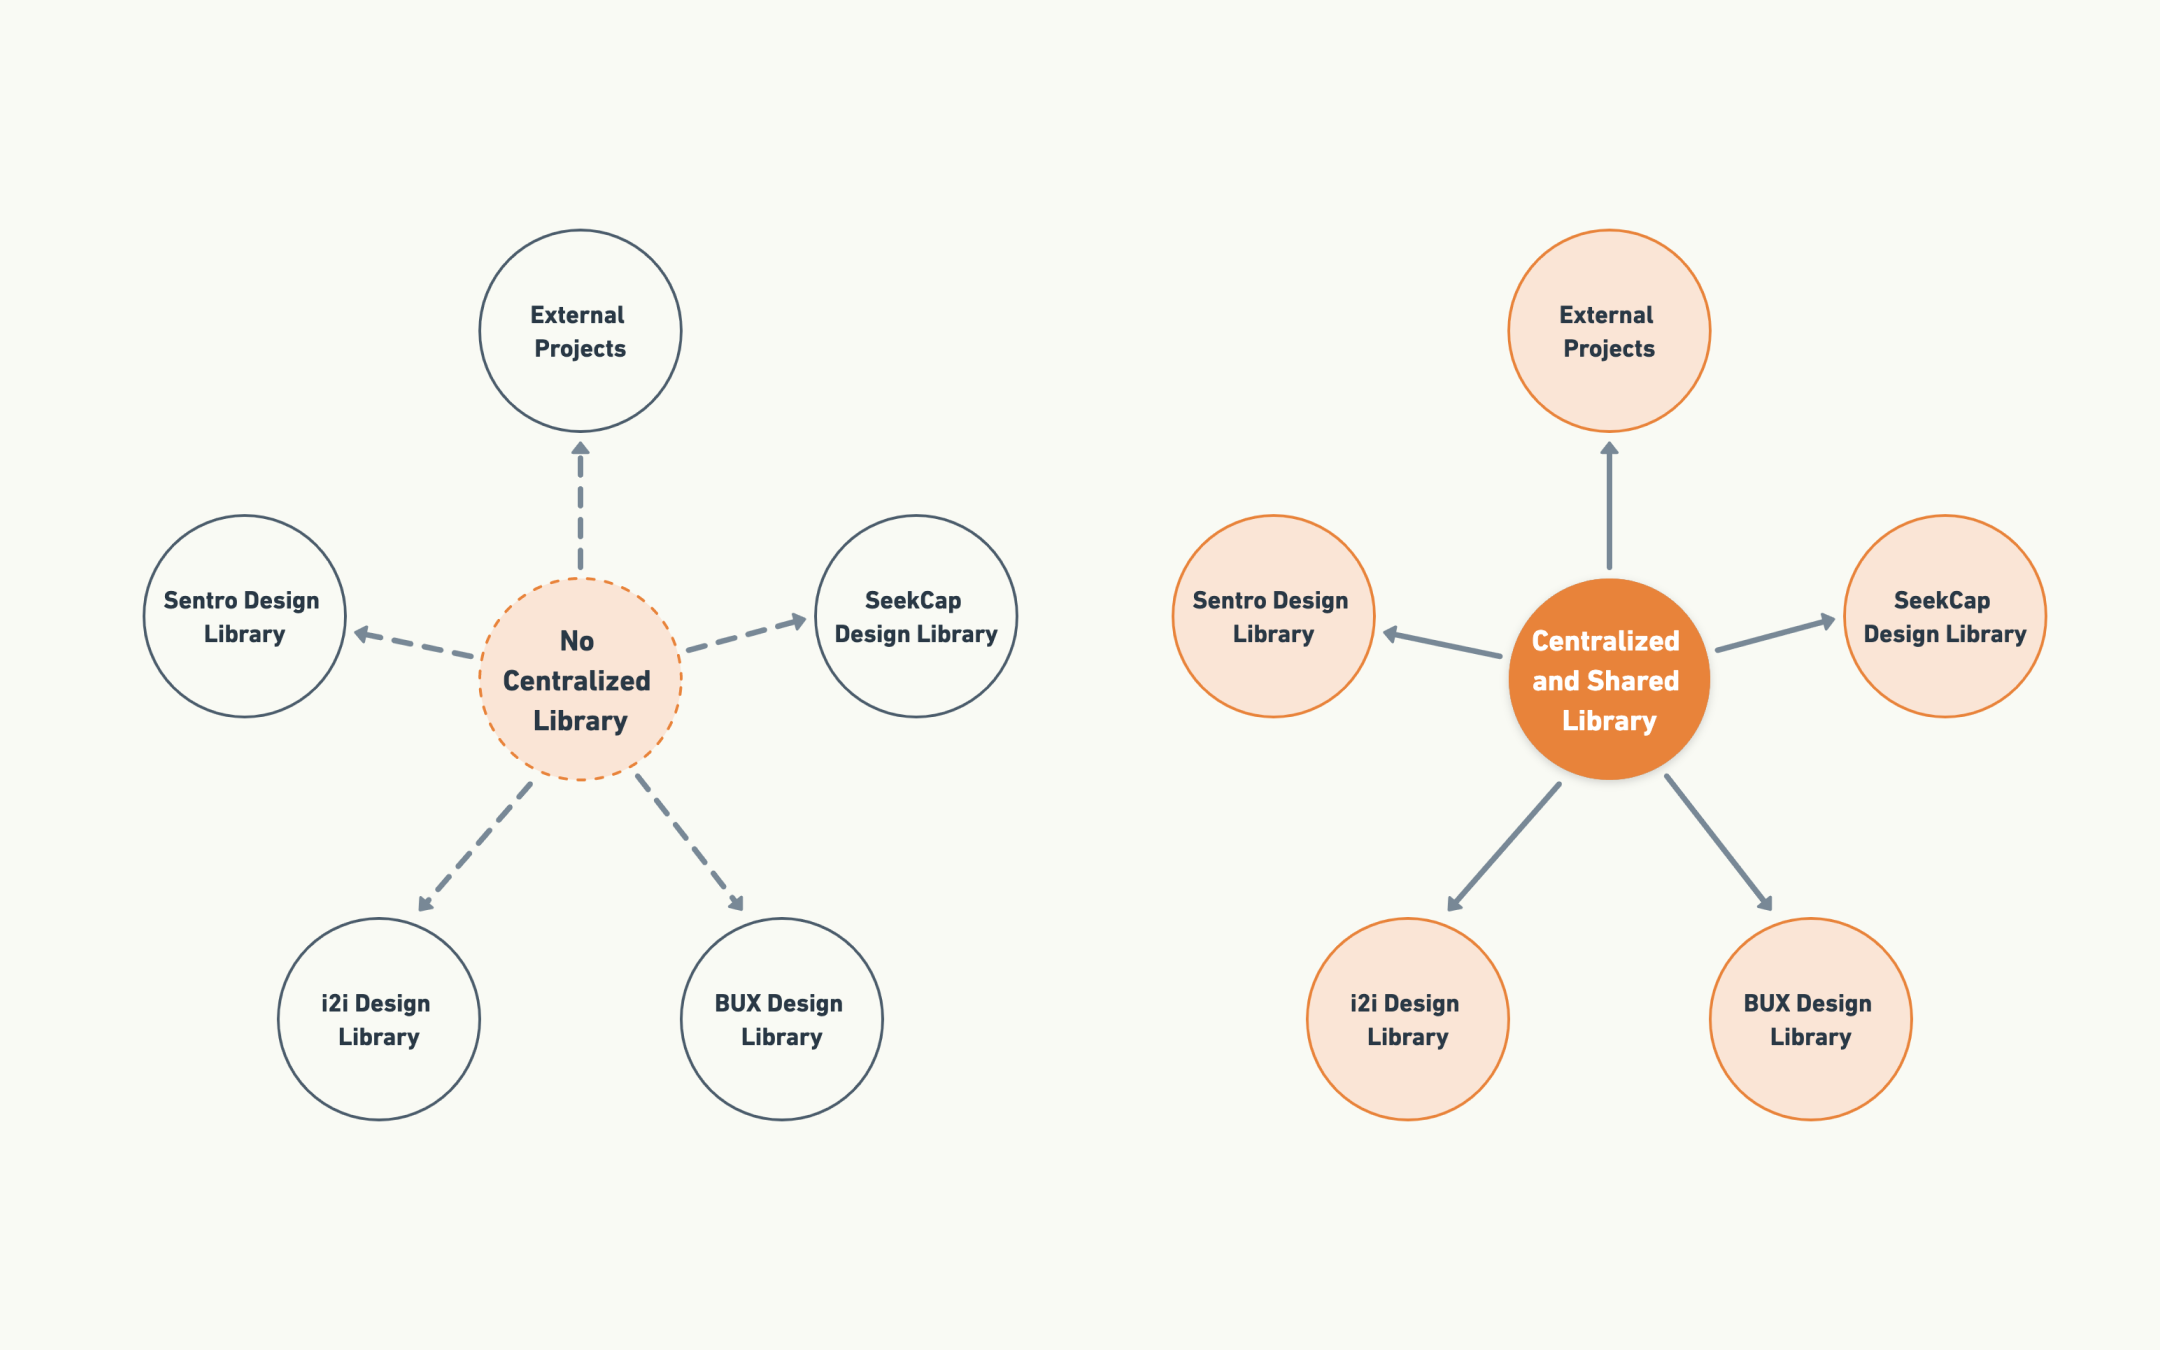 External
Projects
Sentro Design
Library
No
Centralized
Library
SeekCap
Design Library
i2i Design
Library
BUX Design
Library
External
Projects
Sentro Design
Library
Centralized
and Shared
Library
SeekCap
Design Library
i2i Design
Library
BUX Design
Library